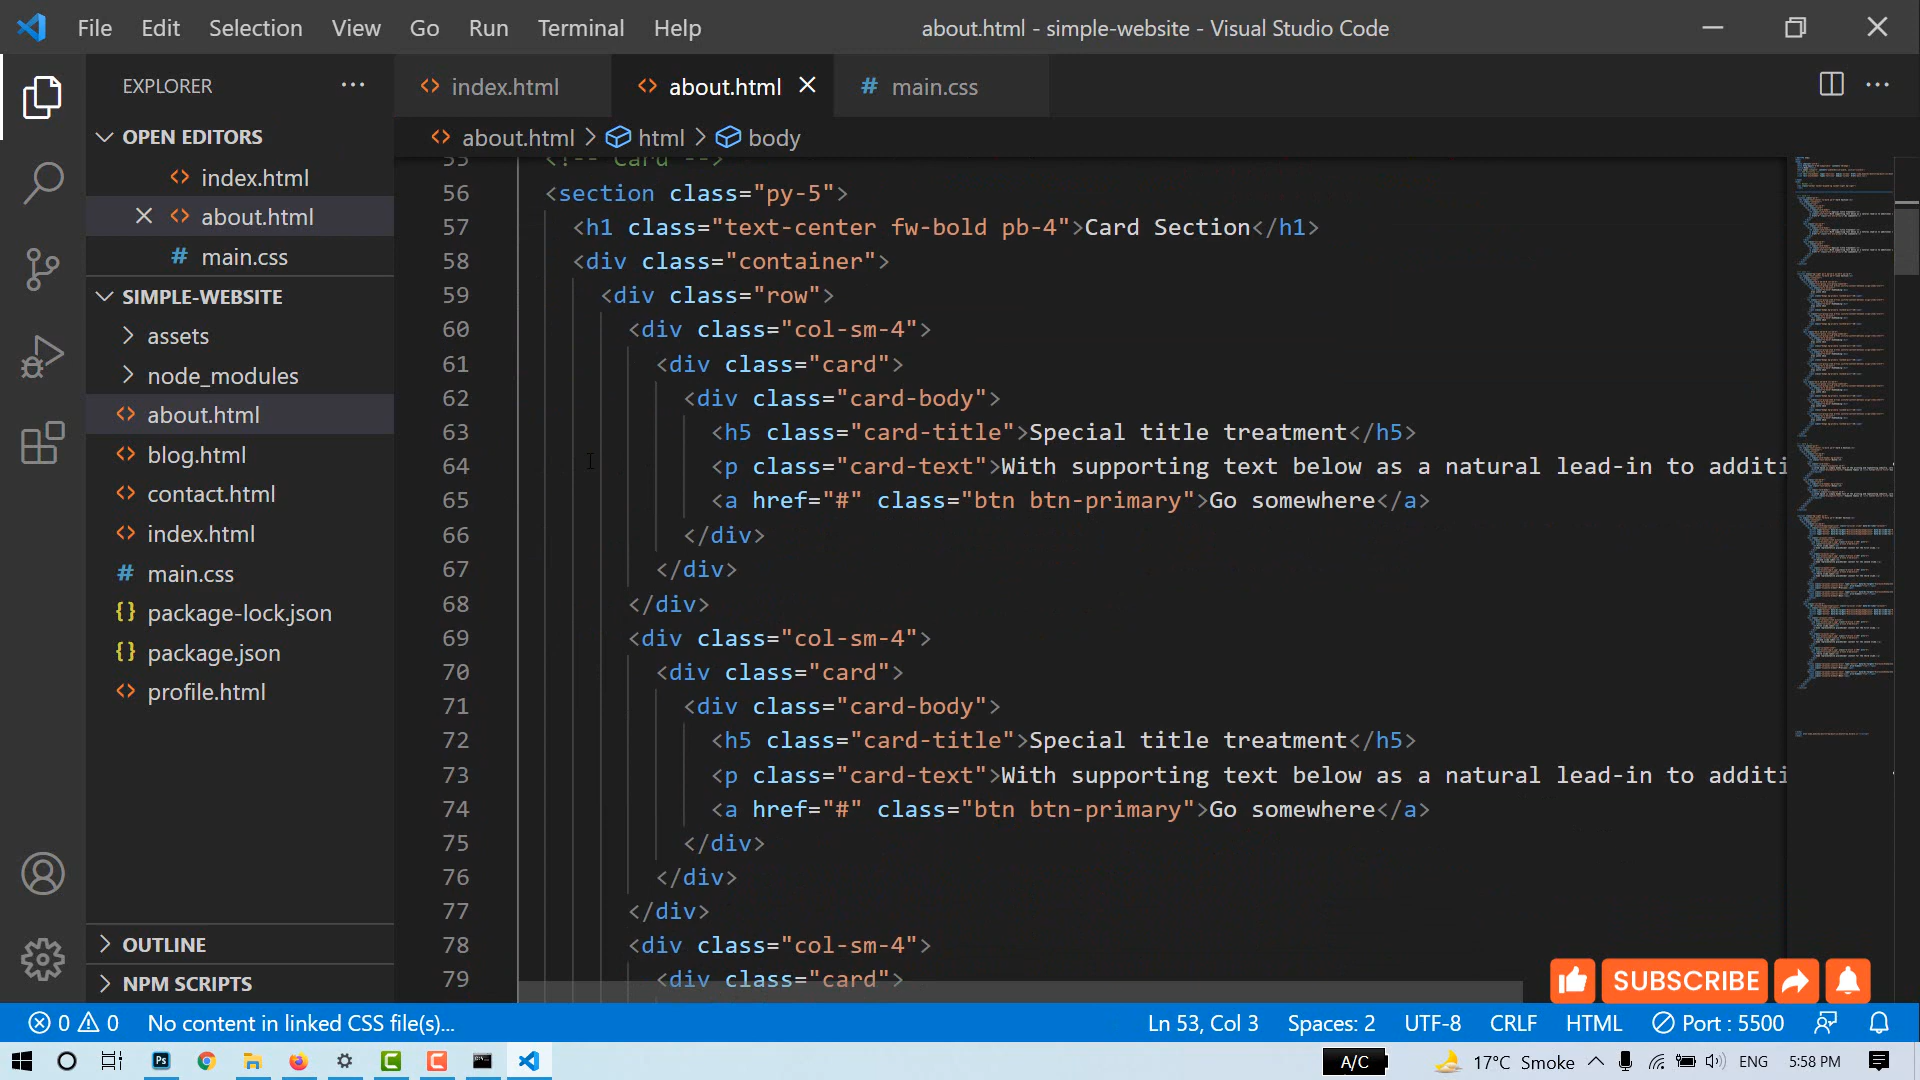 File Edit Selection View Go Run Terminal Help
about.html - simple-website - Visual Studio Code
EXPLORER
OPEN EDITORS
index.html
about.html
main.css
SIMPLE-WEBSITE
assets
node_modules
about.html
blog.html
contact.html
index.html
main.css
package-lock.json
package.json
profile.html
OUTLINE
NPM SCRIPTS
index.html about.html main.css
about.html > html > body
55 <!-- Card -->
56 <section class="py-5">
57 <h1 class="text-center fw-bold pb-4">Card Section</h1>
58 <div class="container">
59 <div class="row">
60 <div class="col-sm-4">
61 <div class="card">
62 <div class="card-body">
63 <h5 class="card-title">Special title treatment</h5>
64 <p class="card-text">With supporting text below as a natural lead-in to additi
65 <a href="#" class="btn btn-primary">Go somewhere</a>
66 </div>
67 </div>
68 </div>
69 <div class="col-sm-4">
70 <div class="card">
71 <div class="card-body">
72 <h5 class="card-title">Special title treatment</h5>
73 <p class="card-text">With supporting text below as a natural lead-in to additi
74 <a href="#" class="btn btn-primary">Go somewhere</a>
75 </div>
76 </div>
77 </div>
78 <div class="col-sm-4">
79 <div class="card">
SUBSCRIBE
0 0 No content in linked CSS file(s)... Ln 53, Col 3 Spaces: 2 UTF-8 CRLF HTML Port : 5500
Ps A/C 17°C Smoke ENG 5:58 PM